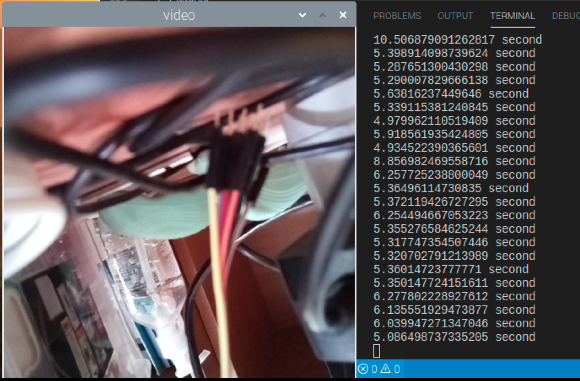 video
PROBLEMS OUTPUT TERMINAL DEBUG
10.506879091262817 second
5.398914098739624 second
5.287651300430298 second
5.290007829666138 second
5.63816237449646 second
5.339115381240845 second
4.979962110519409 second
5.918561935424805 second
4.934522390365601 second
8.856982469558716 second
6.257725238800049 second
5.36496114730835 second
5.372119426727295 second
6.254494667053223 second
5.355276584625244 second
5.317747354507446 second
5.320702791213989 second
5.36014723777771 second
5.350147724151611 second
6.277802228927612 second
6.135551929473877 second
6.039947271347046 second
5.086498737335205 second
0 0